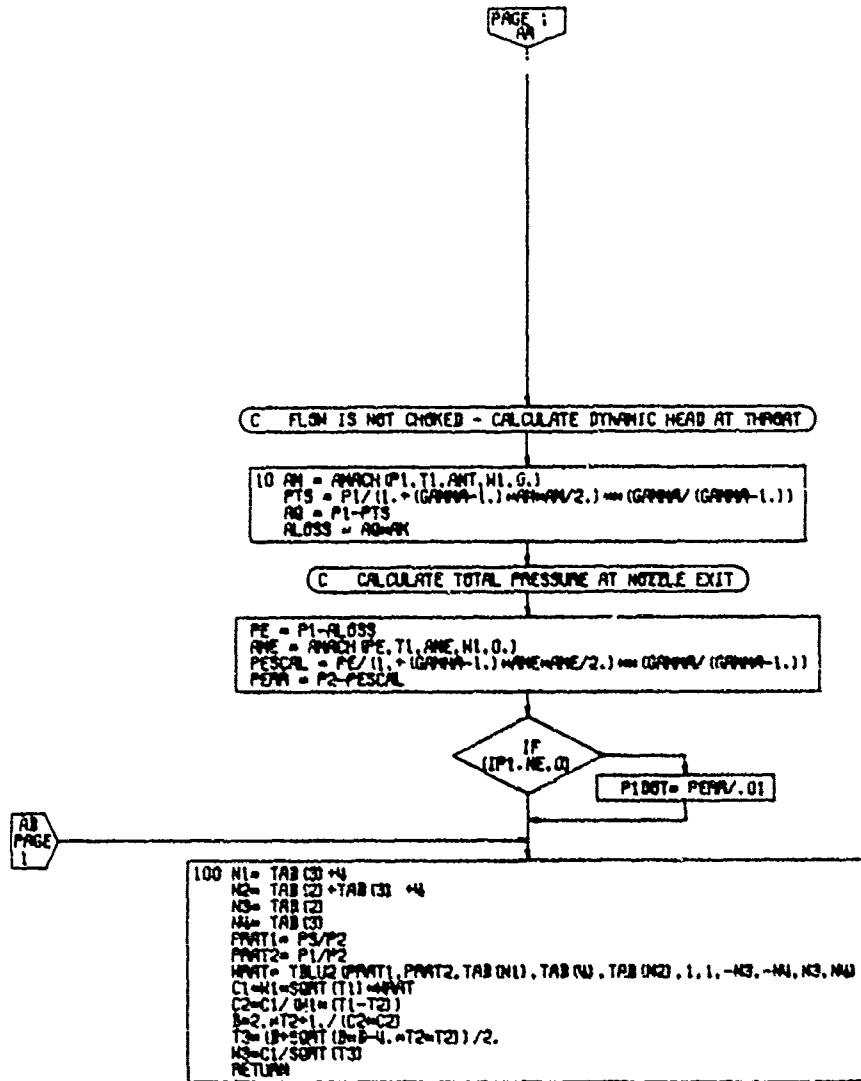 PAGE 1
AA
C FLOW IS NOT CHOKED - CALCULATE DYNAMIC HEAD AT THROAT
10 AM = AMACH(P1,T1,ANT,W1,0.)
PTS = P1/(1.+(GAMMA-1.)*AM*AM/2.)**(GAMMA/(GAMMA-1.))
AQ = P1-PTS
ALOSS = AQ*AK
C CALCULATE TOTAL PRESSURE AT NOZZLE EXIT
PE = P1-ALOSS
AME = AMACH(PE,T1,ANE,W1,0.)
PESCAL = PE/(1.+(GAMMA-1.)*AME*AME/2.)**(GAMMA/(GAMMA-1.))
PERR = P2-PESCAL
IF
(IP1.NE.0)
P1DOT= PERR/.01
AB
PAGE
1
100 N1= TAB(3)+4
N2= TAB(2)+TAB(3) +4
N3= TAB(2)
N4= TAB(3)
PRAT1= P3/P2
PRAT2= P1/P2
WRAT= TBLU2(PRAT1,PRAT2,TAB(N1),TAB(4),TAB(N2),1,1,-N3,-N4,N3,N4)
C1=W1*SQRT(T1)*WRAT
C2=C1/(W1*(T1-T2))
B=2.*T2+1./(C2*C2)
T3=(B+SQRT(B*B-4.*T2*T2))/2.
W3=C1/SQRT(T3)
RETURN